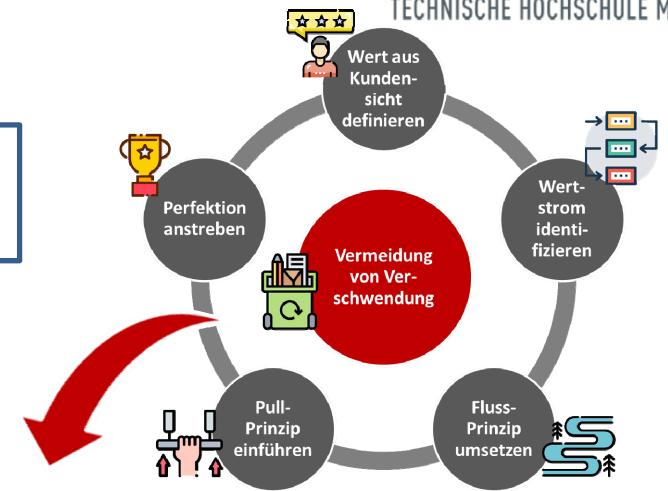 TECHNISCHE HOCHSCHULE M
Wert aus
Kunden-
sicht
definieren
Wert-
strom
identi-
fizieren
Perfektion
anstreben
Vermeidung
von Ver-
schwendung
Pull-
Prinzip
einführen
Fluss-
Prinzip
umsetzen